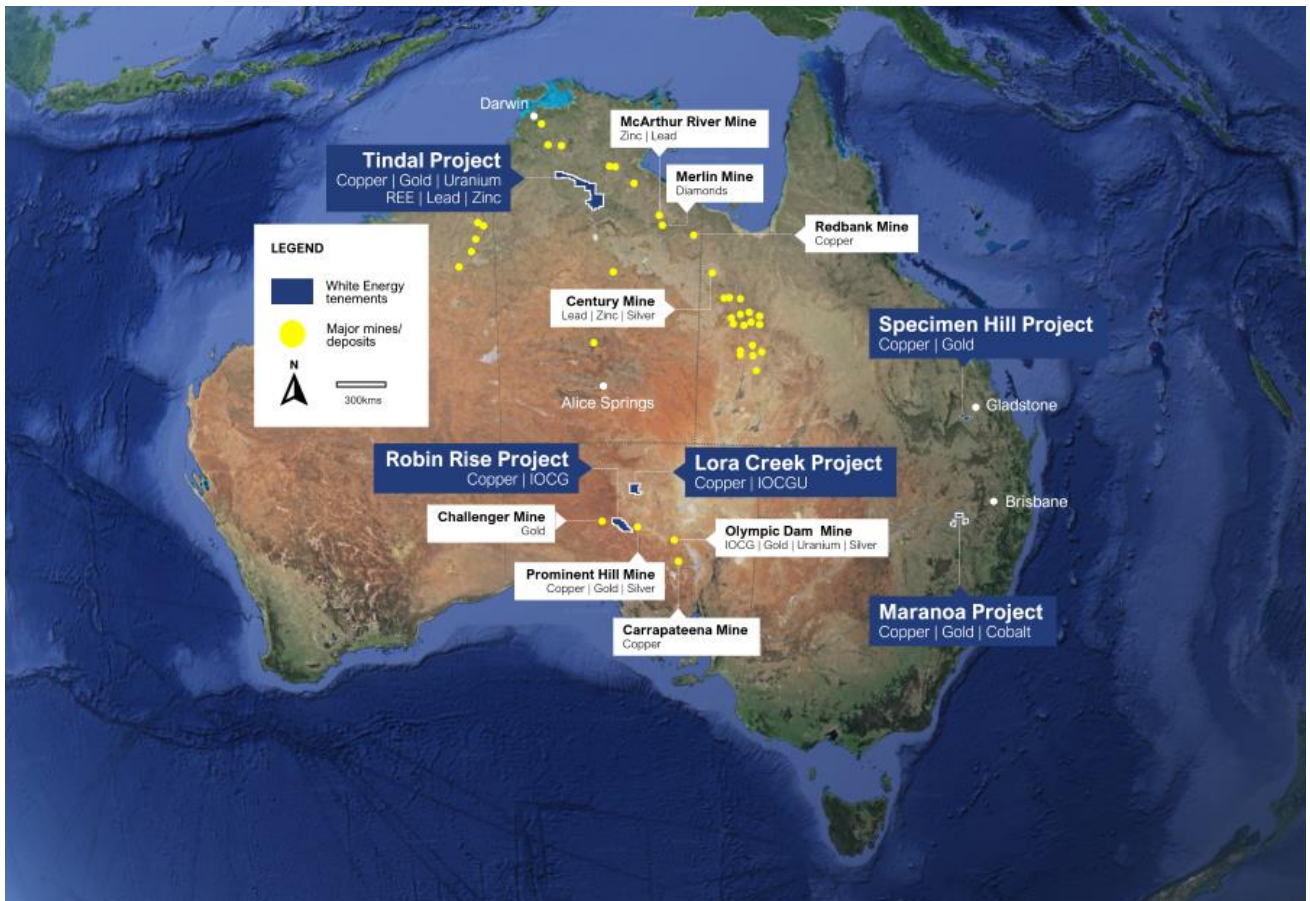 Darwin
McArthur River Mine
Zinc | Lead
Tindal Project
Copper | Gold | Uranium
REE | Lead | Zinc
Merlin Mine
Diamonds
Redbank Mine
Copper
LEGEND
White Energy
tenements
Major mines/
deposits
N
300kms
Century Mine
Lead | Zinc | Silver
Specimen Hill Project
Copper | Gold
Alice Springs
Gladstone
Robin Rise Project
Copper | IOCG
Lora Creek Project
Copper | IOCGU
Brisbane
Challenger Mine
Gold
Olympic Dam Mine
IOCG | Gold | Uranium | Silver
Prominent Hill Mine
Copper | Gold | Silver
Maranoa Project
Copper | Gold | Cobalt
Carrapateena Mine
Copper